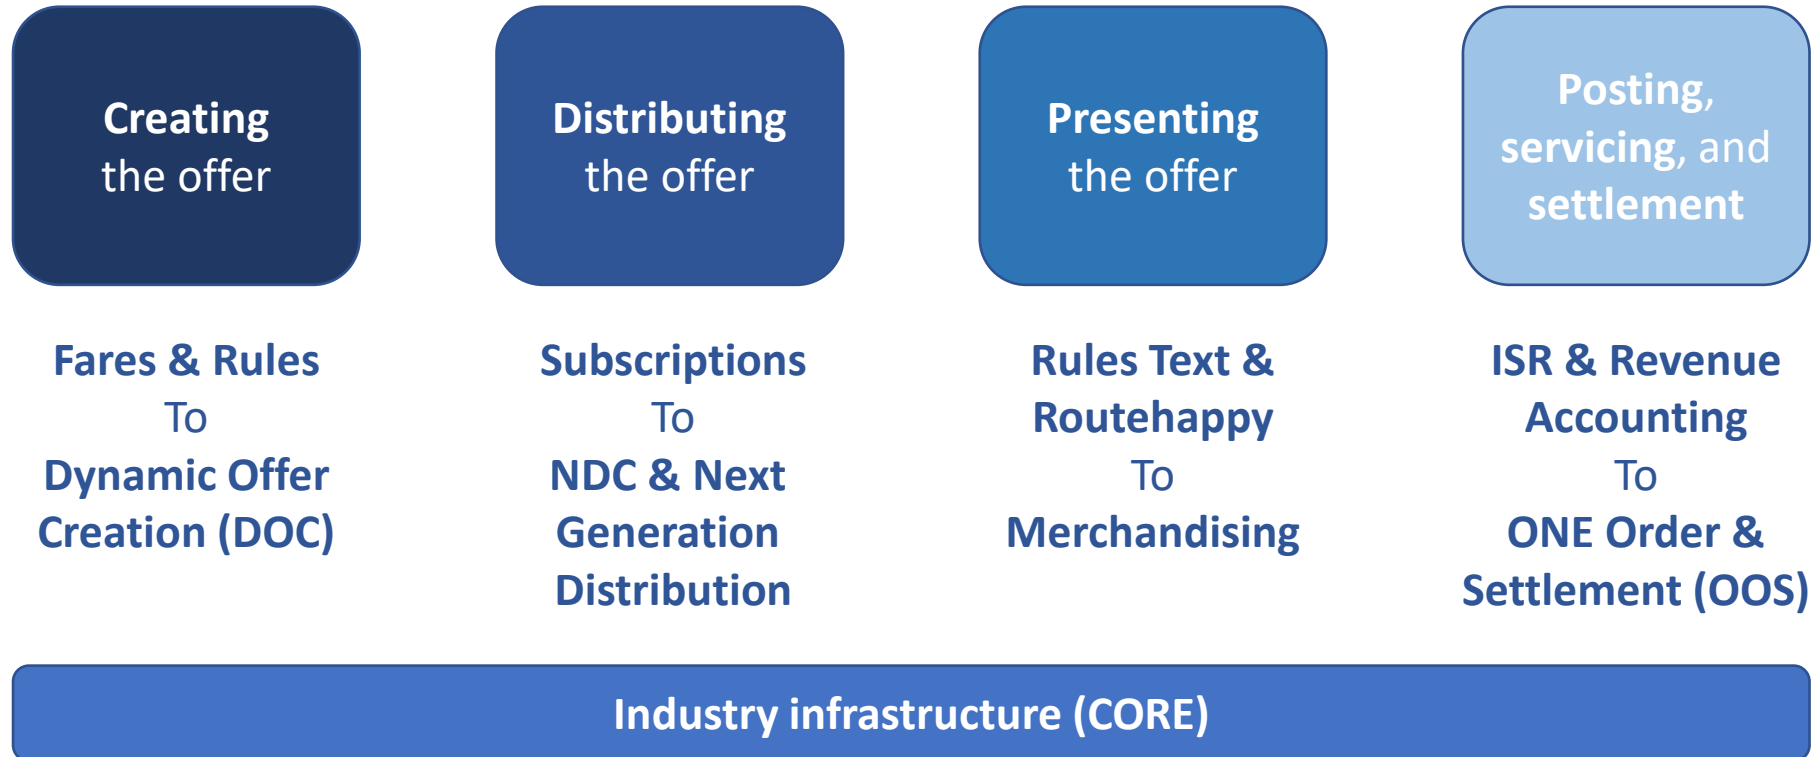 Creating
the offer
Distributing
the offer
Presenting
the offer
Posting,
servicing, and
settlement
Fares & Rules
To
Dynamic Offer
Creation (DOC)
Subscriptions
To
NDC & Next
Generation
Distribution
Rules Text &
Routehappy
To
Merchandising
ISR & Revenue
Accounting
To
ONE Order &
Settlement (OOS)
Industry infrastructure (CORE)